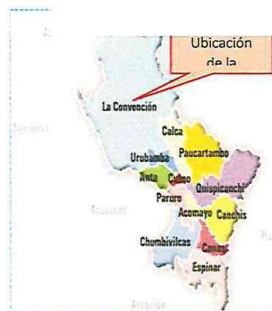 Ubicación
de la
La Convención
Calca
Paucartambo
Urubamba
Anta
Cusco
Quispicanchi
Paruro
Acomayo
Canchis
Chumbivilcas
Canas
Espinar